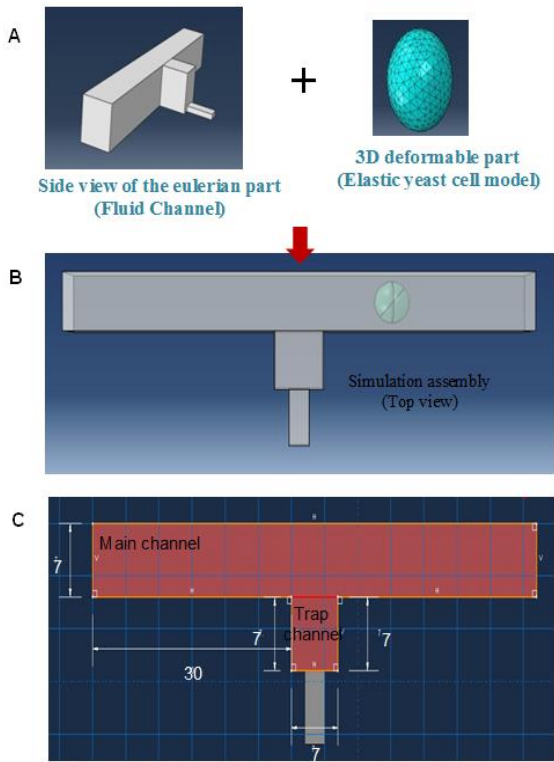 A
+
Side view of the eulerian part
(Fluid Channel)
3D deformable part
(Elastic yeast cell model)
B
Simulation assembly
(Top view)
C
Main channel
7
Trap
channel
7
7
30
7
H
V
V
H
H
H